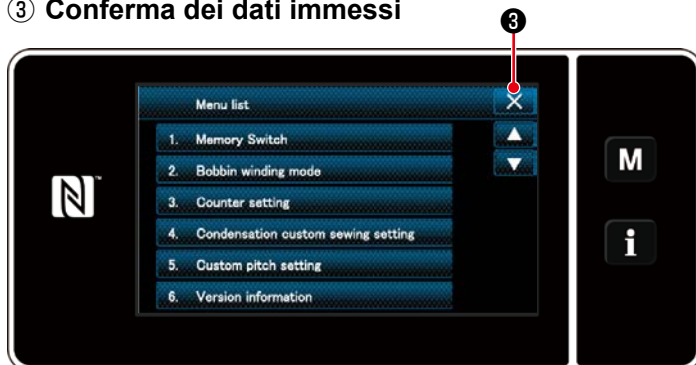 ③ Conferma dei dati immessi
❸
Menu list
1. Memory Switch
2. Bobbin winding mode
3. Counter setting
4. Condensation custom sewing setting
5. Custom pitch setting
6. Version information
M
i